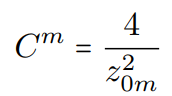 C^m = \frac{4}{z_{0m}^2}